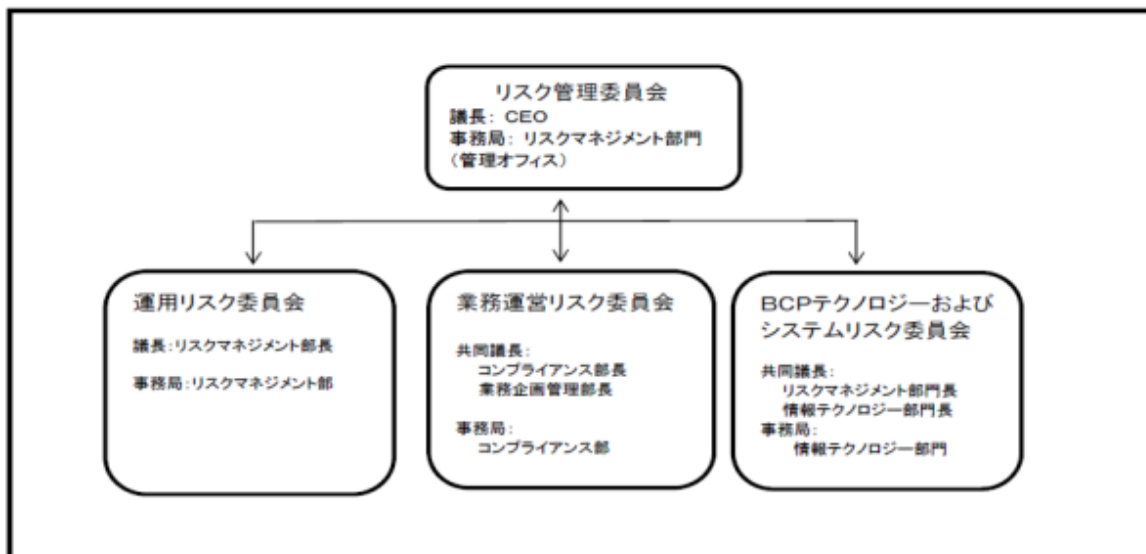 リスク管理委員会
議長: CEO
事務局: リスクマネジメント部門
(管理オフィス)
運用リスク委員会
議長:リスクマネジメント部長
事務局:リスクマネジメント部
業務運営リスク委員会
共同議長:
コンプライアンス部長
業務企画管理部長
事務局:
コンプライアンス部
BCPテクノロジーおよび
システムリスク委員会
共同議長:
リスクマネジメント部門長
情報テクノロジー部門長
事務局:
情報テクノロジー部門